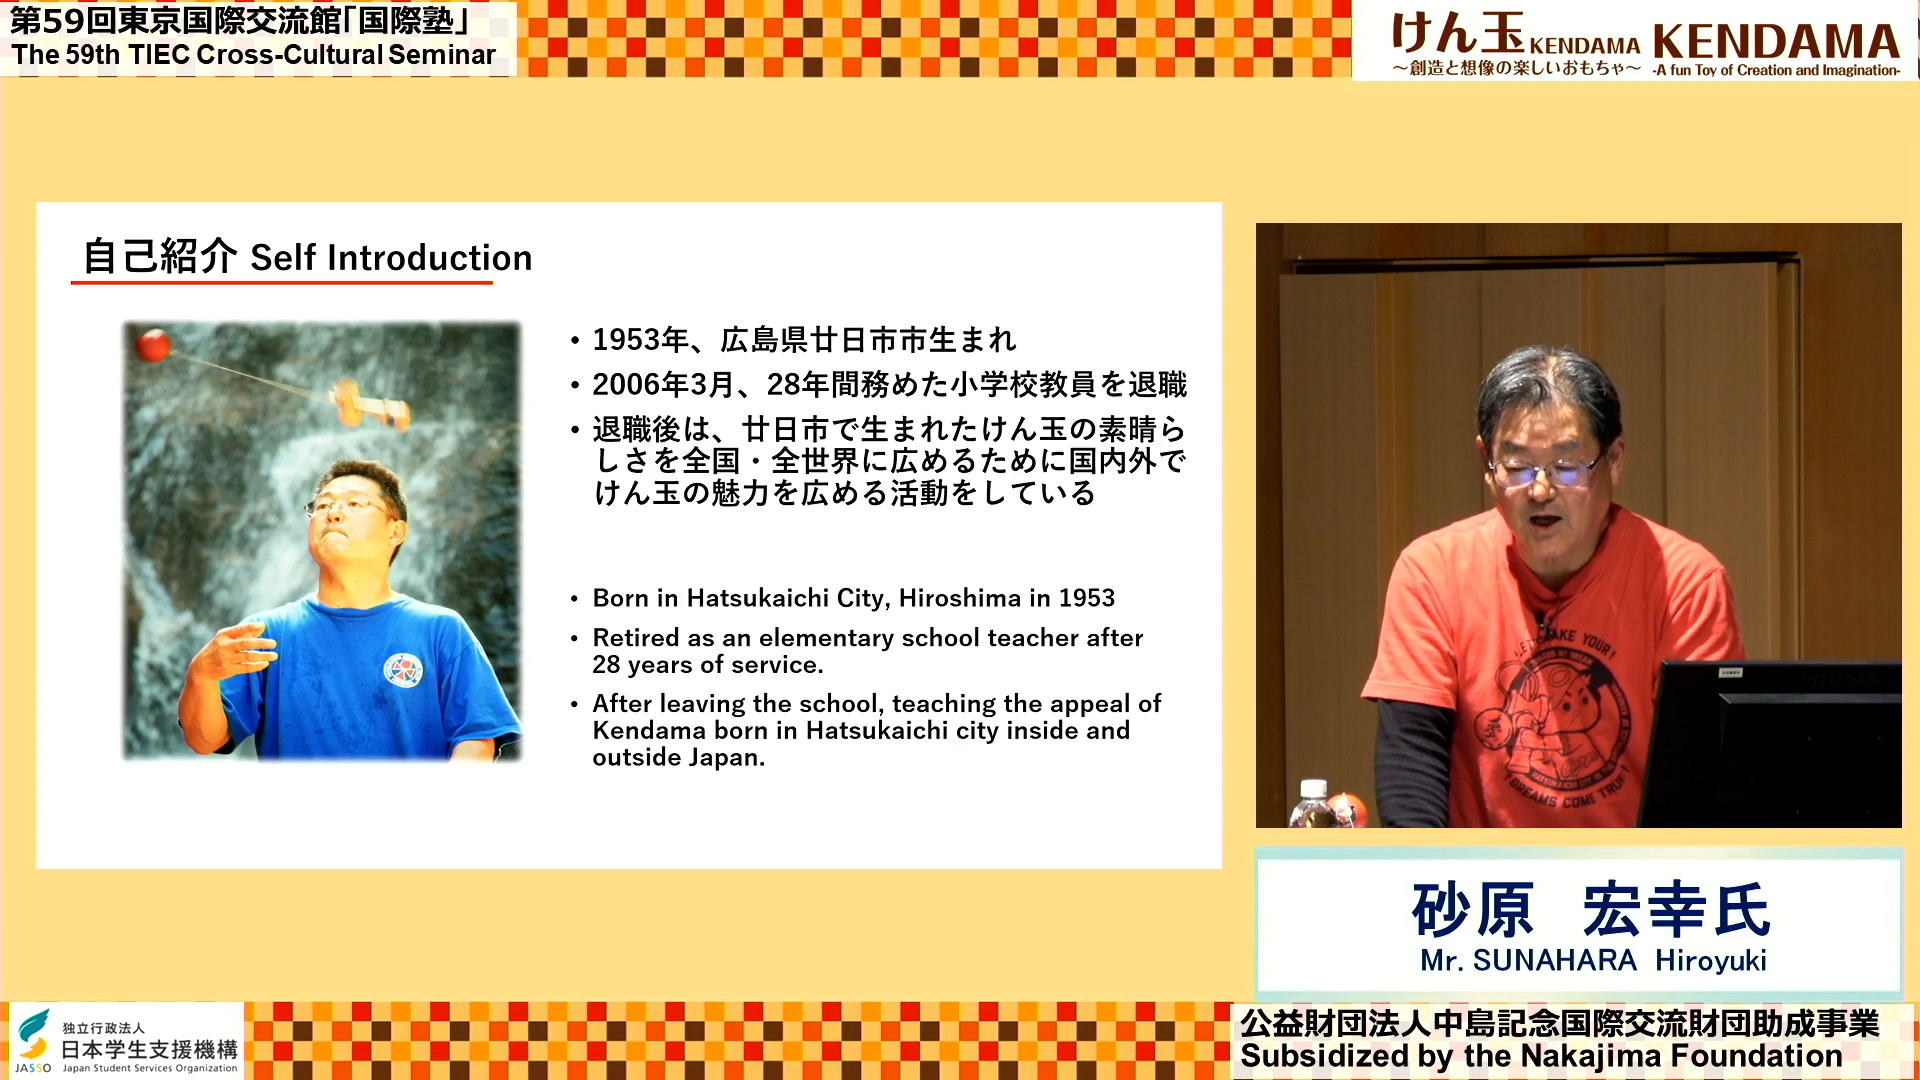 第59回東京国際交流館「国際塾」
The 59th TIEC Cross-Cultural Seminar
けん玉 KENDAMA
～創造と想像の楽しいおもちゃ～
KENDAMA
-A fun Toy of Creation and Imagination-
自己紹介 Self Introduction
• 1953年、広島県廿日市市生まれ
• 2006年3月、28年間務めた小学校教員を退職
• 退職後は、廿日市で生まれたけん玉の素晴ら
しさを全国・全世界に広めるために国内外で
けん玉の魅力を広める活動をしている
• Born in Hatsukaichi City, Hiroshima in 1953
• Retired as an elementary school teacher after
28 years of service.
• After leaving the school, teaching the appeal of
Kendama born in Hatsukaichi city inside and
outside Japan.
DREAMS COME TRUE
砂原　宏幸氏
Mr. SUNAHARA Hiroyuki
JASSO
独立行政法人
日本学生支援機構
Japan Student Services Organization
公益財団法人中島記念国際交流財団助成事業
Subsidized by the Nakajima Foundation